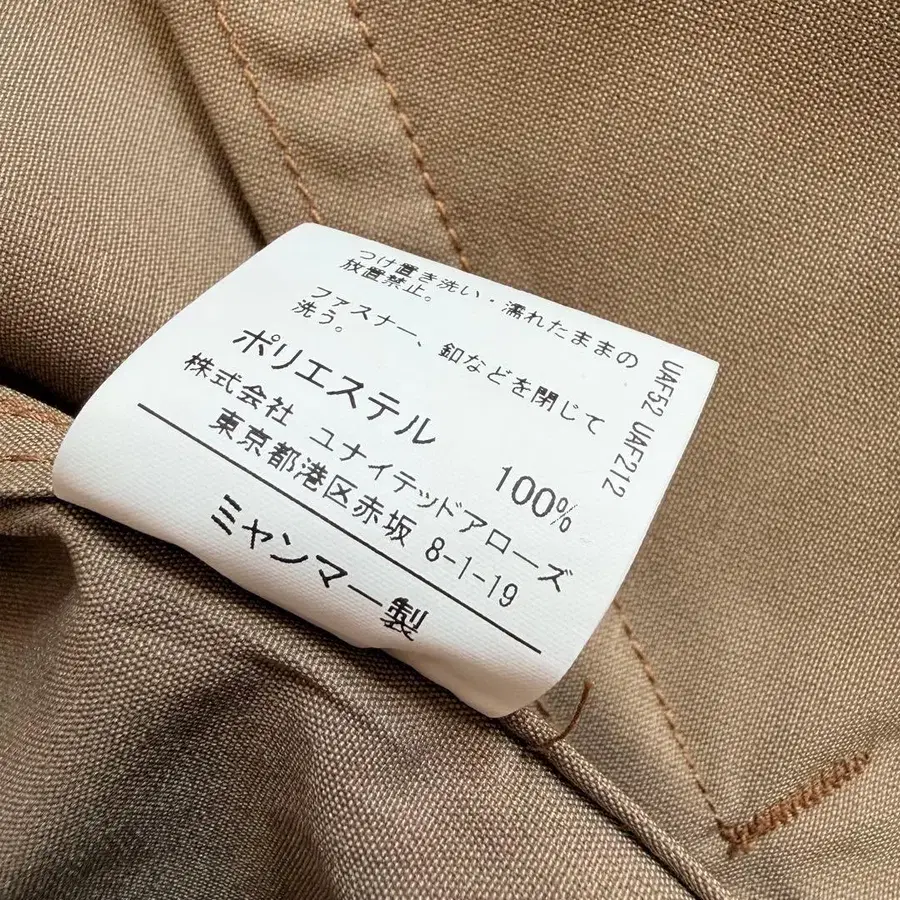 つけ置き洗い・濡れたままの
放置禁止。
ファスナー、釦などを閉じて
洗う。
ポリエステル 100%
株式会社 ユナイテッドアローズ
東京都港区赤坂 8-1-19
ミャンマー製
UAF52 UAF212